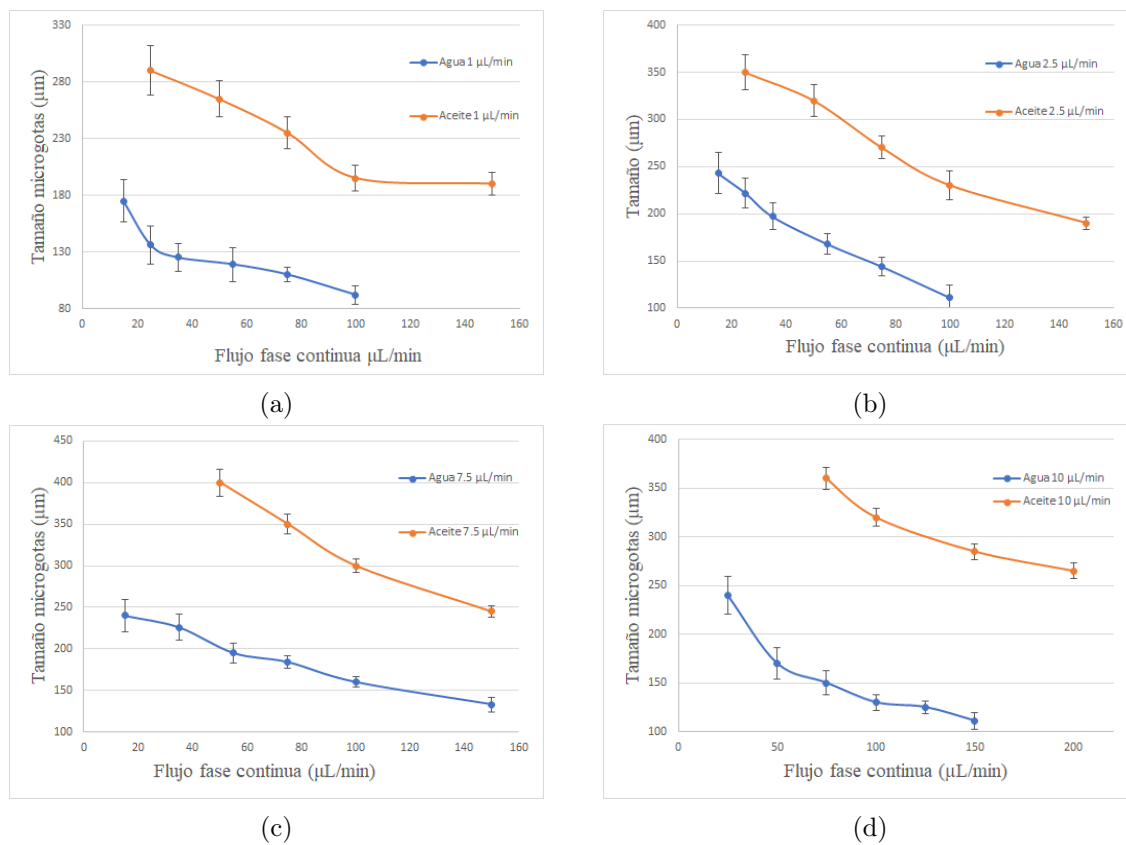 Tamaño microgotas (μm)
330
280
230
180
130
80
Agua 1 μL/min
Aceite 1 μL/min
0 20 40 60 80 100 120 140 160
Flujo fase continua μL/min
(a)
Tamaño (μm)
400
350
300
250
200
150
100
Agua 2.5 μL/min
Aceite 2.5 μL/min
0 20 40 60 80 100 120 140 160
Flujo fase continua (μL/min)
(b)
Tamaño microgotas (μm)
450
400
350
300
250
200
150
100
Agua 7.5 μL/min
Aceite 7.5 μL/min
0 20 40 60 80 100 120 140 160
Flujo fase continua (μL/min)
(c)
Tamaño microgotas (μm)
400
350
300
250
200
150
100
Agua 10 μL/min
Aceite 10 μL/min
0 50 100 150 200
Flujo fase continua (μL/min)
(d)